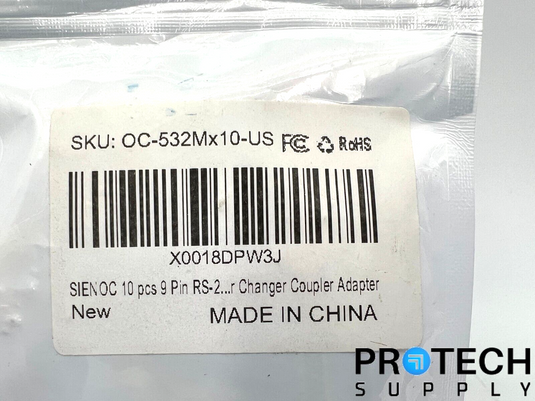 SKU: OC-532Mx10-US FC RoHS
X0018DPW3J
SIENOC 10 pcs 9 Pin RS-2...r Changer Coupler Adapter
New MADE IN CHINA
PROTECH
SUPPLY